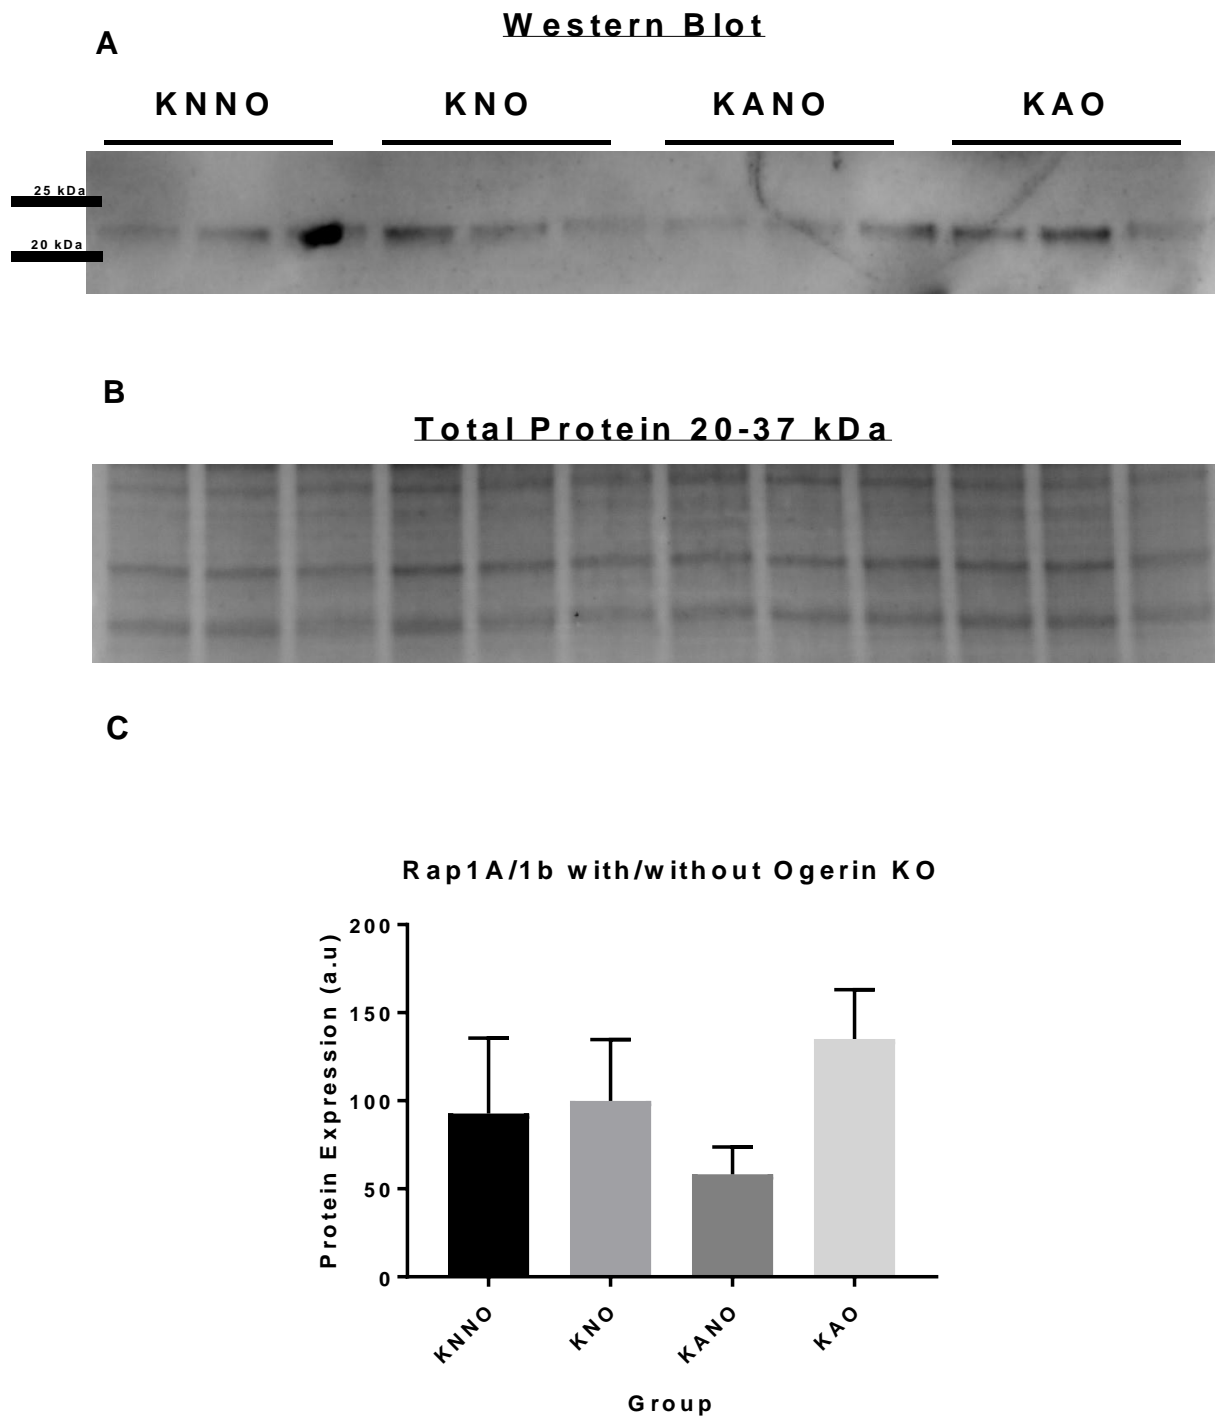 A
Western Blot
KNNO KNO KANO KAO
25 kDa
20 kDa
B
Total Protein 20-37 kDa
C
Rap1A/1b with/without Ogerin KO
Protein Expression (a.u)
200
150
100
50
0
KNNO KNO KANO KAO
Group